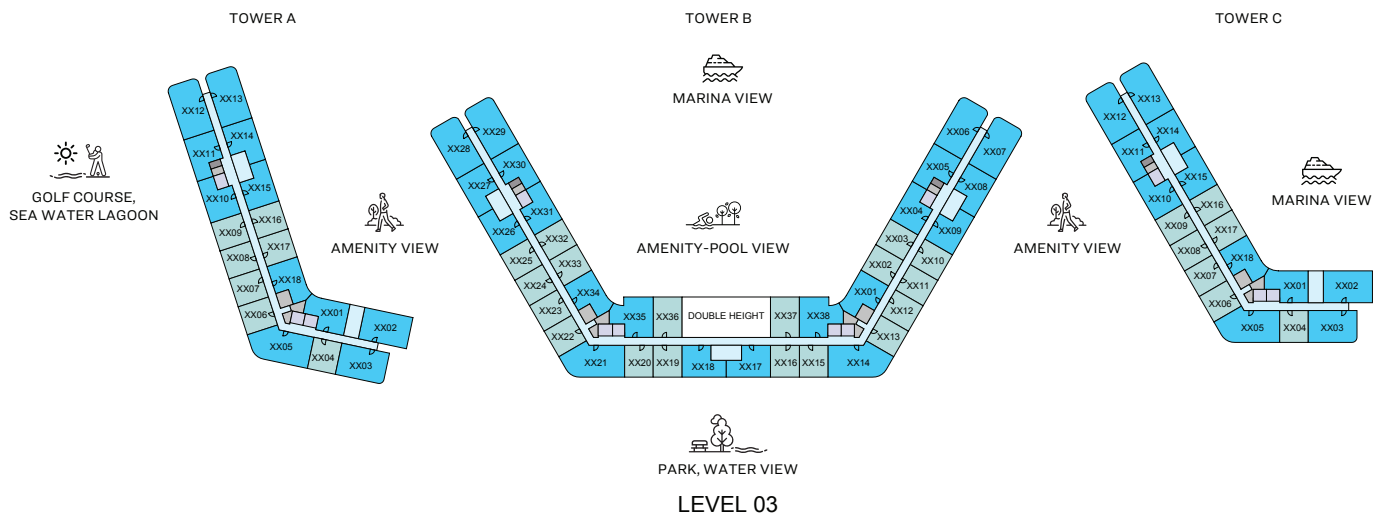 TOWER A
TOWER B
TOWER C
MARINA VIEW
GOLF COURSE,
SEA WATER LAGOON
AMENITY VIEW
AMENITY-POOL VIEW
AMENITY VIEW
MARINA VIEW
XX12
XX13
XX11
XX14
XX10
XX15
XX09
XX16
XX08
XX17
XX07
XX18
XX06
XX01
XX02
XX05
XX04
XX03
XX28
XX29
XX27
XX30
XX26
XX31
XX25
XX32
XX24
XX33
XX23
XX34
XX22
XX35
XX36
DOUBLE HEIGHT
XX37
XX38
XX21
XX20
XX19
XX18
XX17
XX16
XX15
XX14
XX06
XX07
XX05
XX08
XX04
XX09
XX03
XX10
XX02
XX11
XX01
XX12
XX13
XX12
XX13
XX11
XX14
XX10
XX15
XX09
XX16
XX08
XX17
XX07
XX18
XX06
XX01
XX02
XX05
XX04
XX03
PARK, WATER VIEW
LEVEL 03